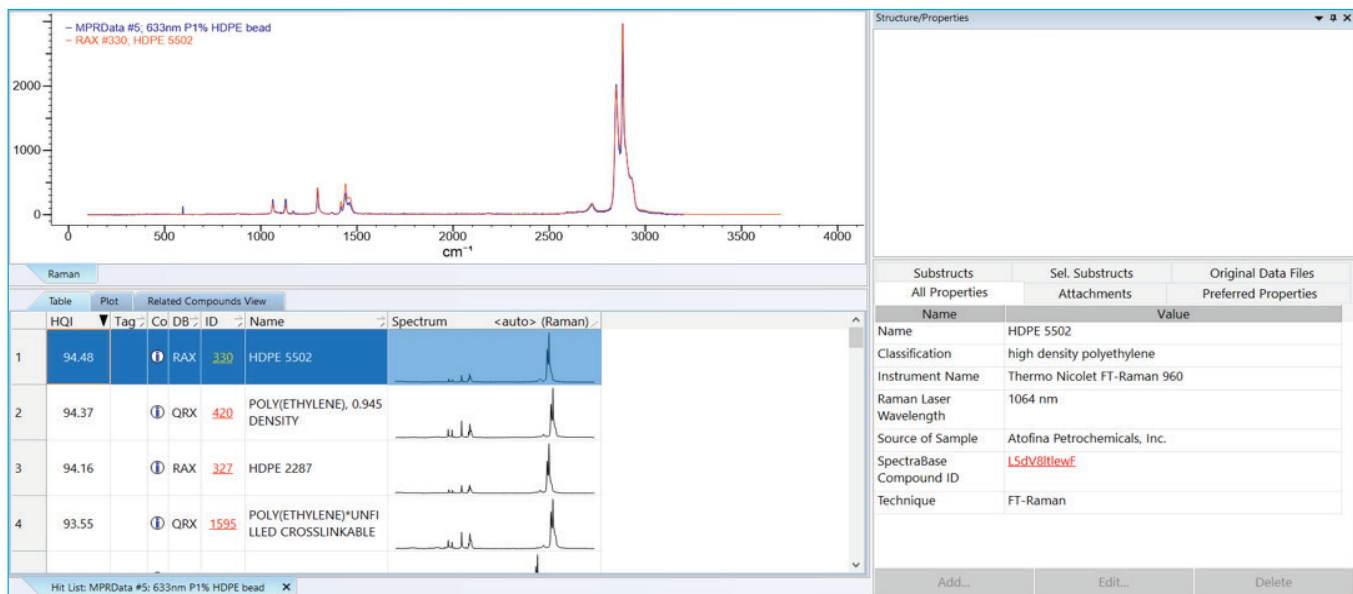 – MPRData #5; 633nm P1% HDPE bead
– RAX #330; HDPE 5502
2000
1000
0
0 500 1000 1500 2000 2500 3000 3500 4000
cm⁻¹
Raman
Table Plot Related Compounds View
HQI Tag Co DB ID Name Spectrum <auto> (Raman)
1 94.48 RAX 330 HDPE 5502
2 94.37 QRX 420 POLY(ETHYLENE), 0.945
DENSITY
3 94.16 RAX 327 HDPE 2287
4 93.55 QRX 1595 POLY(ETHYLENE)*UNFI
LLED CROSSLINKABLE
Hit List: MPRData #5; 633nm P1% HDPE bead X
Structure/Properties
Substructs Sel. Substructs Original Data Files
All Properties Attachments Preferred Properties
Name Value
Name HDPE 5502
Classification high density polyethylene
Instrument Name Thermo Nicolet FT-Raman 960
Raman Laser 1064 nm
Wavelength
Source of Sample Atofina Petrochemicals, Inc.
SpectraBase L5dV8ltlewF
Compound ID
Technique FT-Raman
Add... Edit... Delete